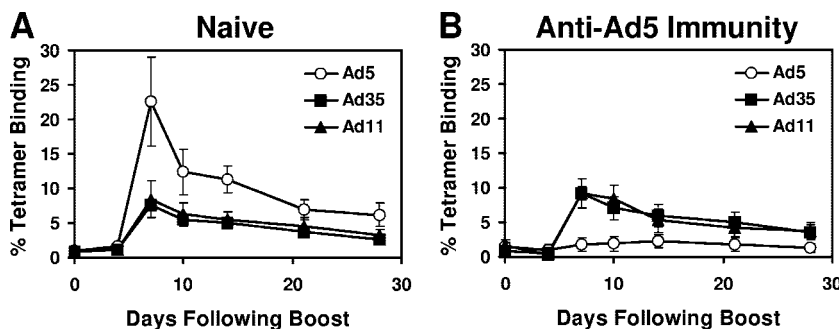 A
Naive
% Tetramer Binding
30
25
20
15
10
5
0
Ad5
Ad35
Ad11
0
10
20
30
Days Following Boost
B
Anti-Ad5 Immunity
% Tetramer Binding
30
25
20
15
10
5
0
Ad5
Ad35
Ad11
0
10
20
30
Days Following Boost